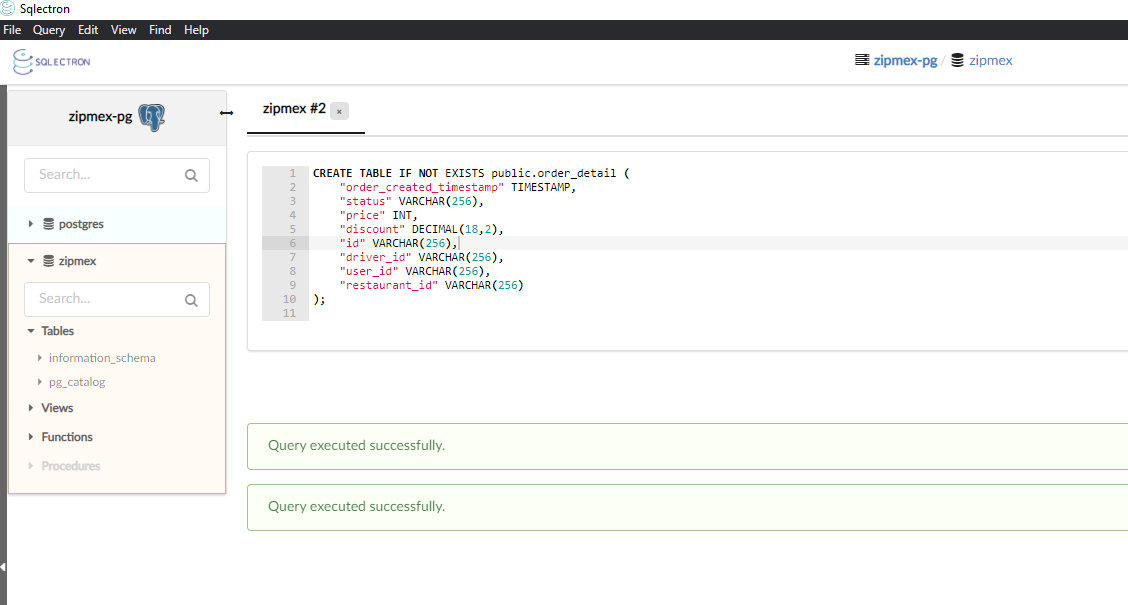 Sqlectron
File Query Edit View Find Help
SQLECTRON
zipmex-pg / zipmex
zipmex-pg
Search...
postgres
zipmex
Search...
Tables
information_schema
pg_catalog
Views
Functions
Procedures
zipmex #2 ×
1 CREATE TABLE IF NOT EXISTS public.order_detail (
2 "order_created_timestamp" TIMESTAMP,
3 "status" VARCHAR(256),
4 "price" INT,
5 "discount" DECIMAL(18,2),
6 "id" VARCHAR(256),
7 "driver_id" VARCHAR(256),
8 "user_id" VARCHAR(256),
9 "restaurant_id" VARCHAR(256)
10 );
11
Query executed successfully.
Query executed successfully.